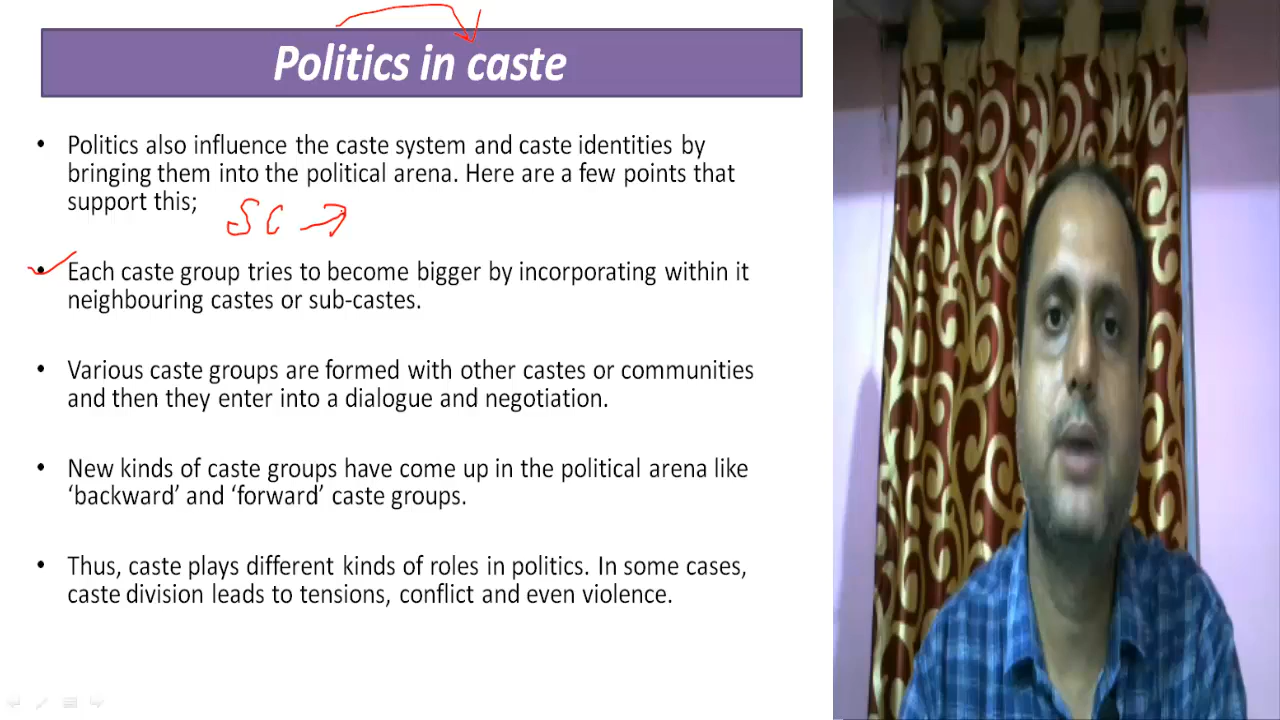 Politics in caste
• Politics also influence the caste system and caste identities by
bringing them into the political arena. Here are a few points that
support this;
SC →
• Each caste group tries to become bigger by incorporating within it
neighbouring castes or sub-castes.
• Various caste groups are formed with other castes or communities
and then they enter into a dialogue and negotiation.
• New kinds of caste groups have come up in the political arena like
‘backward’ and ‘forward’ caste groups.
• Thus, caste plays different kinds of roles in politics. In some cases,
caste division leads to tensions, conflict and even violence.